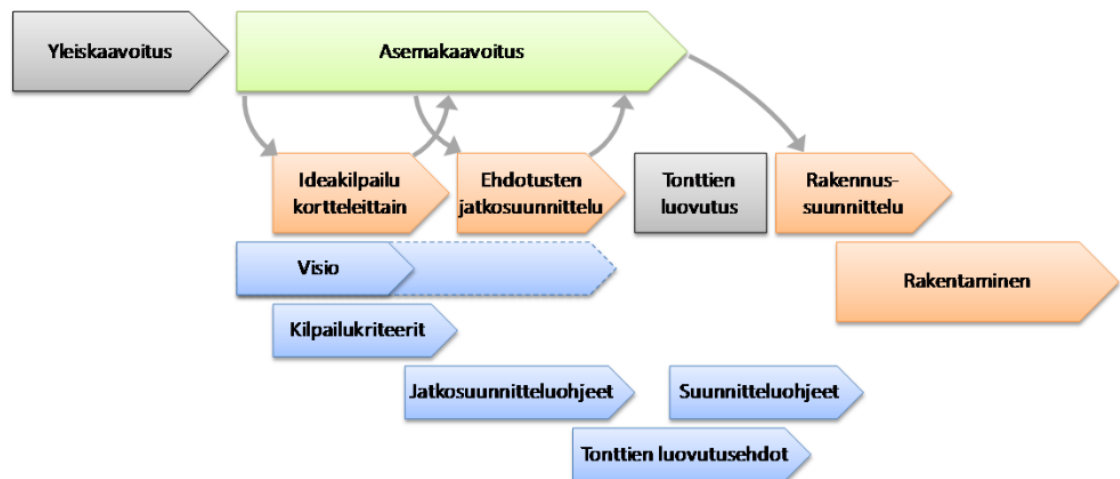 Yleiskaavoitus
Asemakaavoitus
Ideakilpailu
kortteleittain
Ehdotusten
jatkosuunnittelu
Tonttien
luovutus
Rakennus-
suunnittelu
Visio
Rakentaminen
Kilpailukriteerit
Jatkosuunnitteluohjeet
Suunnitteluohjeet
Tonttien luovutusehdot